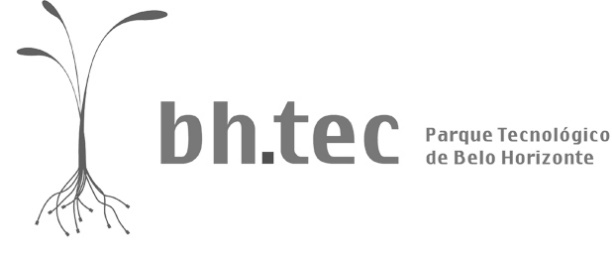 bh.tec
Parque Tecnológico
de Belo Horizonte